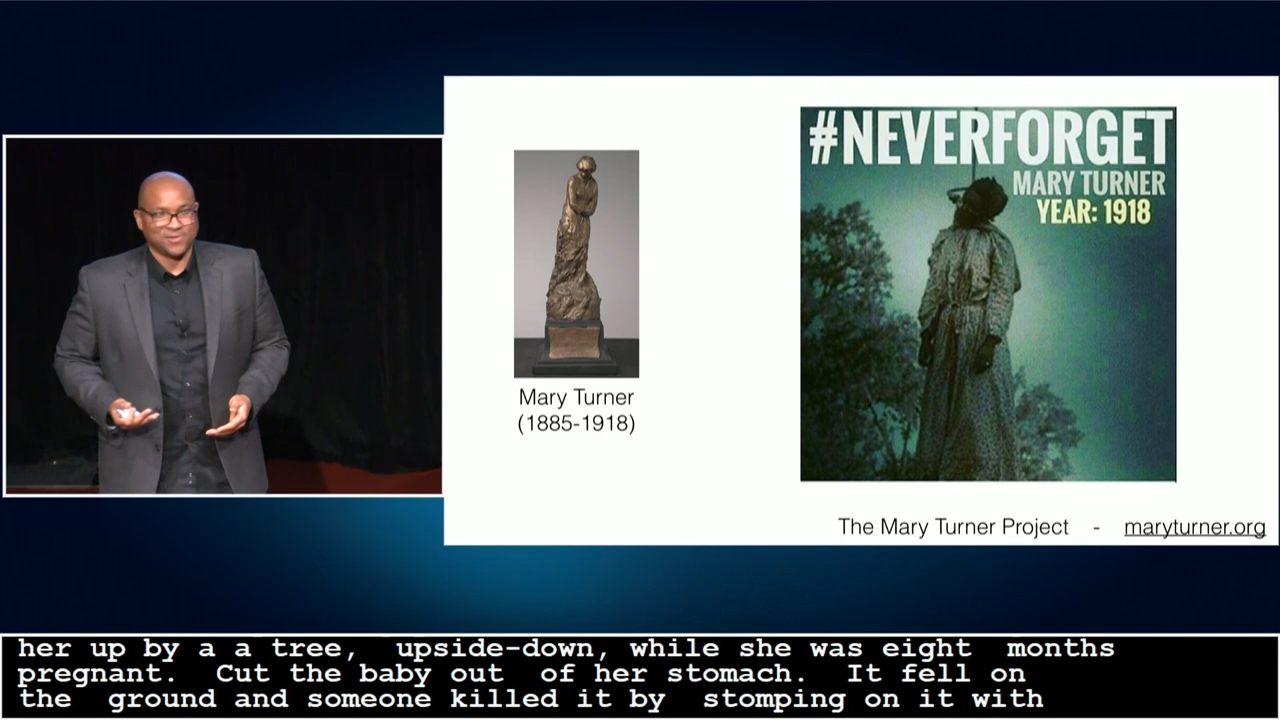 #NEVERFORGET
MARY TURNER
YEAR: 1918
Mary Turner
(1885-1918)
The Mary Turner Project - maryturner.org
her up by a a tree, upside-down, while she was eight months
pregnant. Cut the baby out of her stomach. It fell on
the ground and someone killed it by stomping on it with